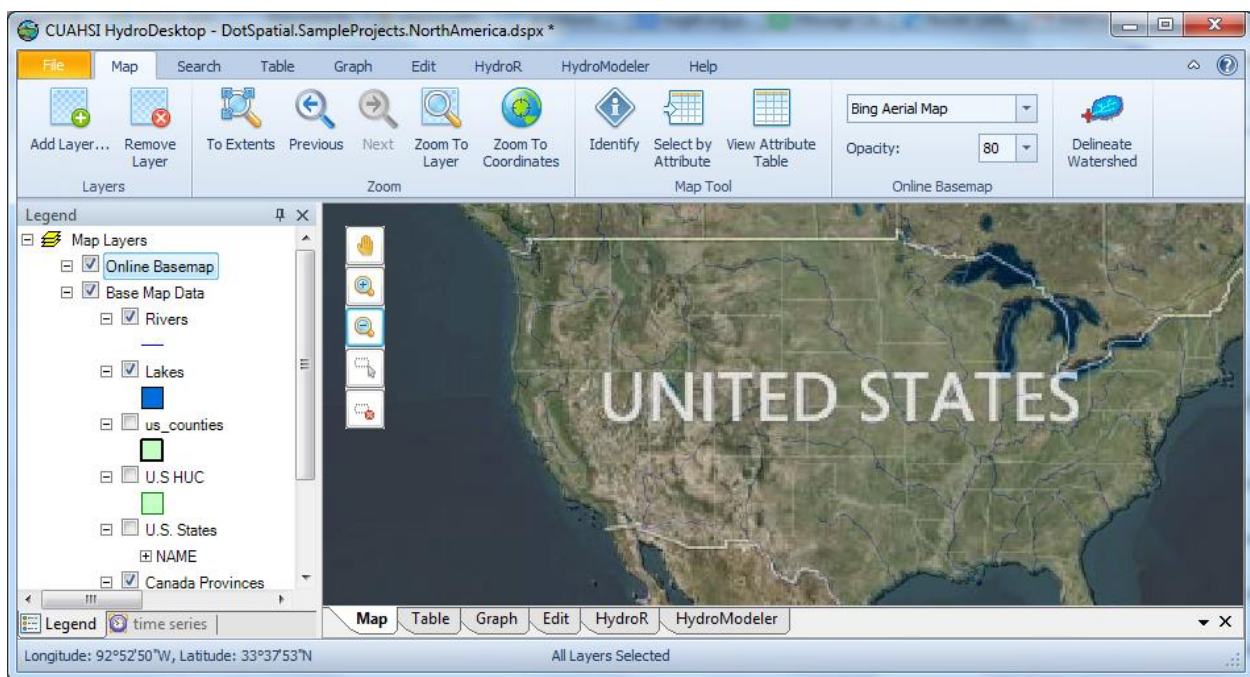 CUAHSI HydroDesktop - DotSpatial.SampleProjects.NorthAmerica.dspx *
File Map Search Table Graph Edit HydroR HydroModeler Help
Add Layer... Remove Layer To Extents Previous Next Zoom To Layer Zoom To Coordinates Identify Select by Attribute View Attribute Table Bing Aerial Map Opacity: 80 Delineate Watershed
Layers Zoom Map Tool Online Basemap
Legend
Map Layers
Online Basemap
Base Map Data
Rivers
Lakes
us_counties
U.S HUC
U.S. States
NAME
Canada Provinces
UNITED STATES
Legend time series
Map Table Graph Edit HydroR HydroModeler
Longitude: 92°52'50"W, Latitude: 33°37'53"N All Layers Selected